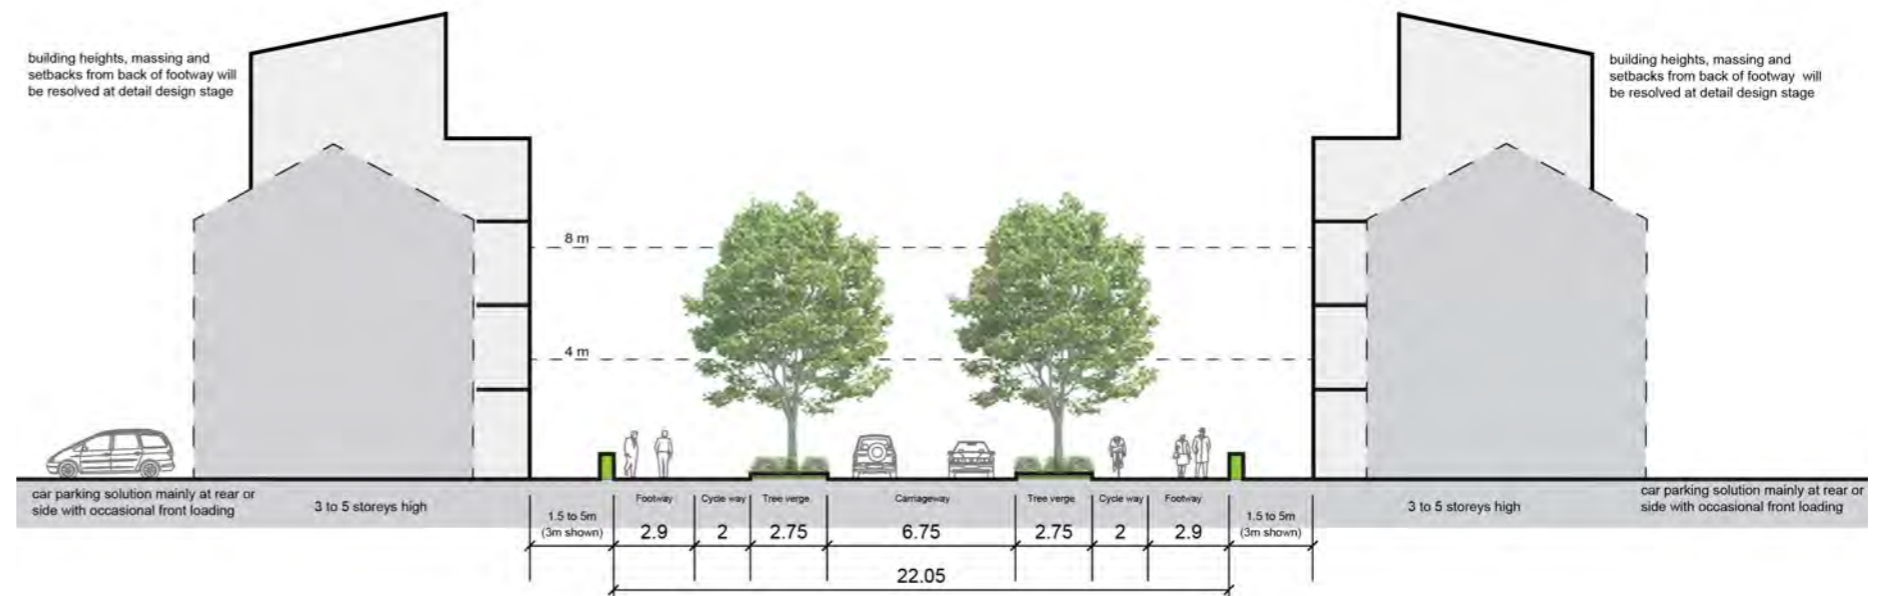 building heights, massing and
setbacks from back of footway will
be resolved at detail design stage
building heights, massing and
setbacks from back of footway will
be resolved at detail design stage
8 m
4 m
car parking solution mainly at rear or
side with occasional front loading
3 to 5 storeys high
1.5 to 5m
(3m shown)
Footway
2.9
Cycle way
2
Tree verge
2.75
Carriageway
6.75
Tree verge
2.75
Cycle way
2
Footway
2.9
1.5 to 5m
(3m shown)
3 to 5 storeys high
car parking solution mainly at rear or
side with occasional front loading
22.05